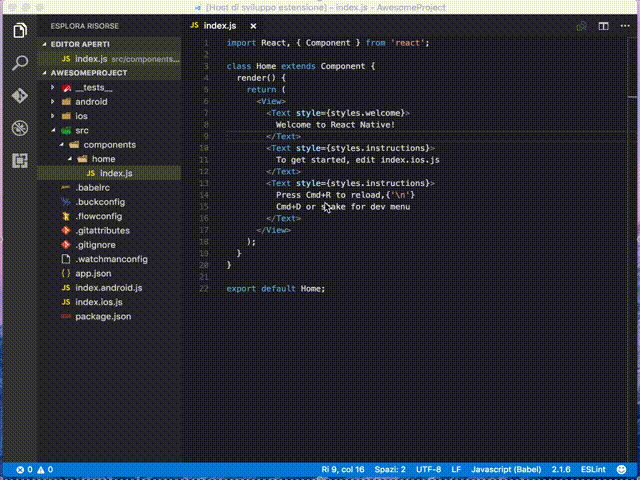 [Host di sviluppo estensione] - index.js - AwesomeProject
ESPLORA RISORSE
EDITOR APERTI
JS index.js src/components...
AWESOMEPROJECT
__tests__
android
ios
src
components
home
JS index.js
.babelrc
.buckconfig
.flowconfig
.gitattributes
.gitignore
.watchmanconfig
{} app.json
JS index.android.js
JS index.ios.js
package.json
JS index.js ×
1 import React, { Component } from 'react';
2
3 class Home extends Component {
4 render() {
5 return (
6 <View>
7 <Text style={styles.welcome}>
8 Welcome to React Native!
9 </Text>
10 <Text style={styles.instructions}>
11 To get started, edit index.ios.js
12 </Text>
13 <Text style={styles.instructions}>
14 Press Cmd+R to reload,{'\n'}
15 Cmd+D or shake for dev menu
16 </Text>
17 </View>
18 );
19 }
20 }
21
22 export default Home;
0 0 Ri 9, col 16 Spazi: 2 UTF-8 LF Javascript (Babel) 2.1.6 ESLint